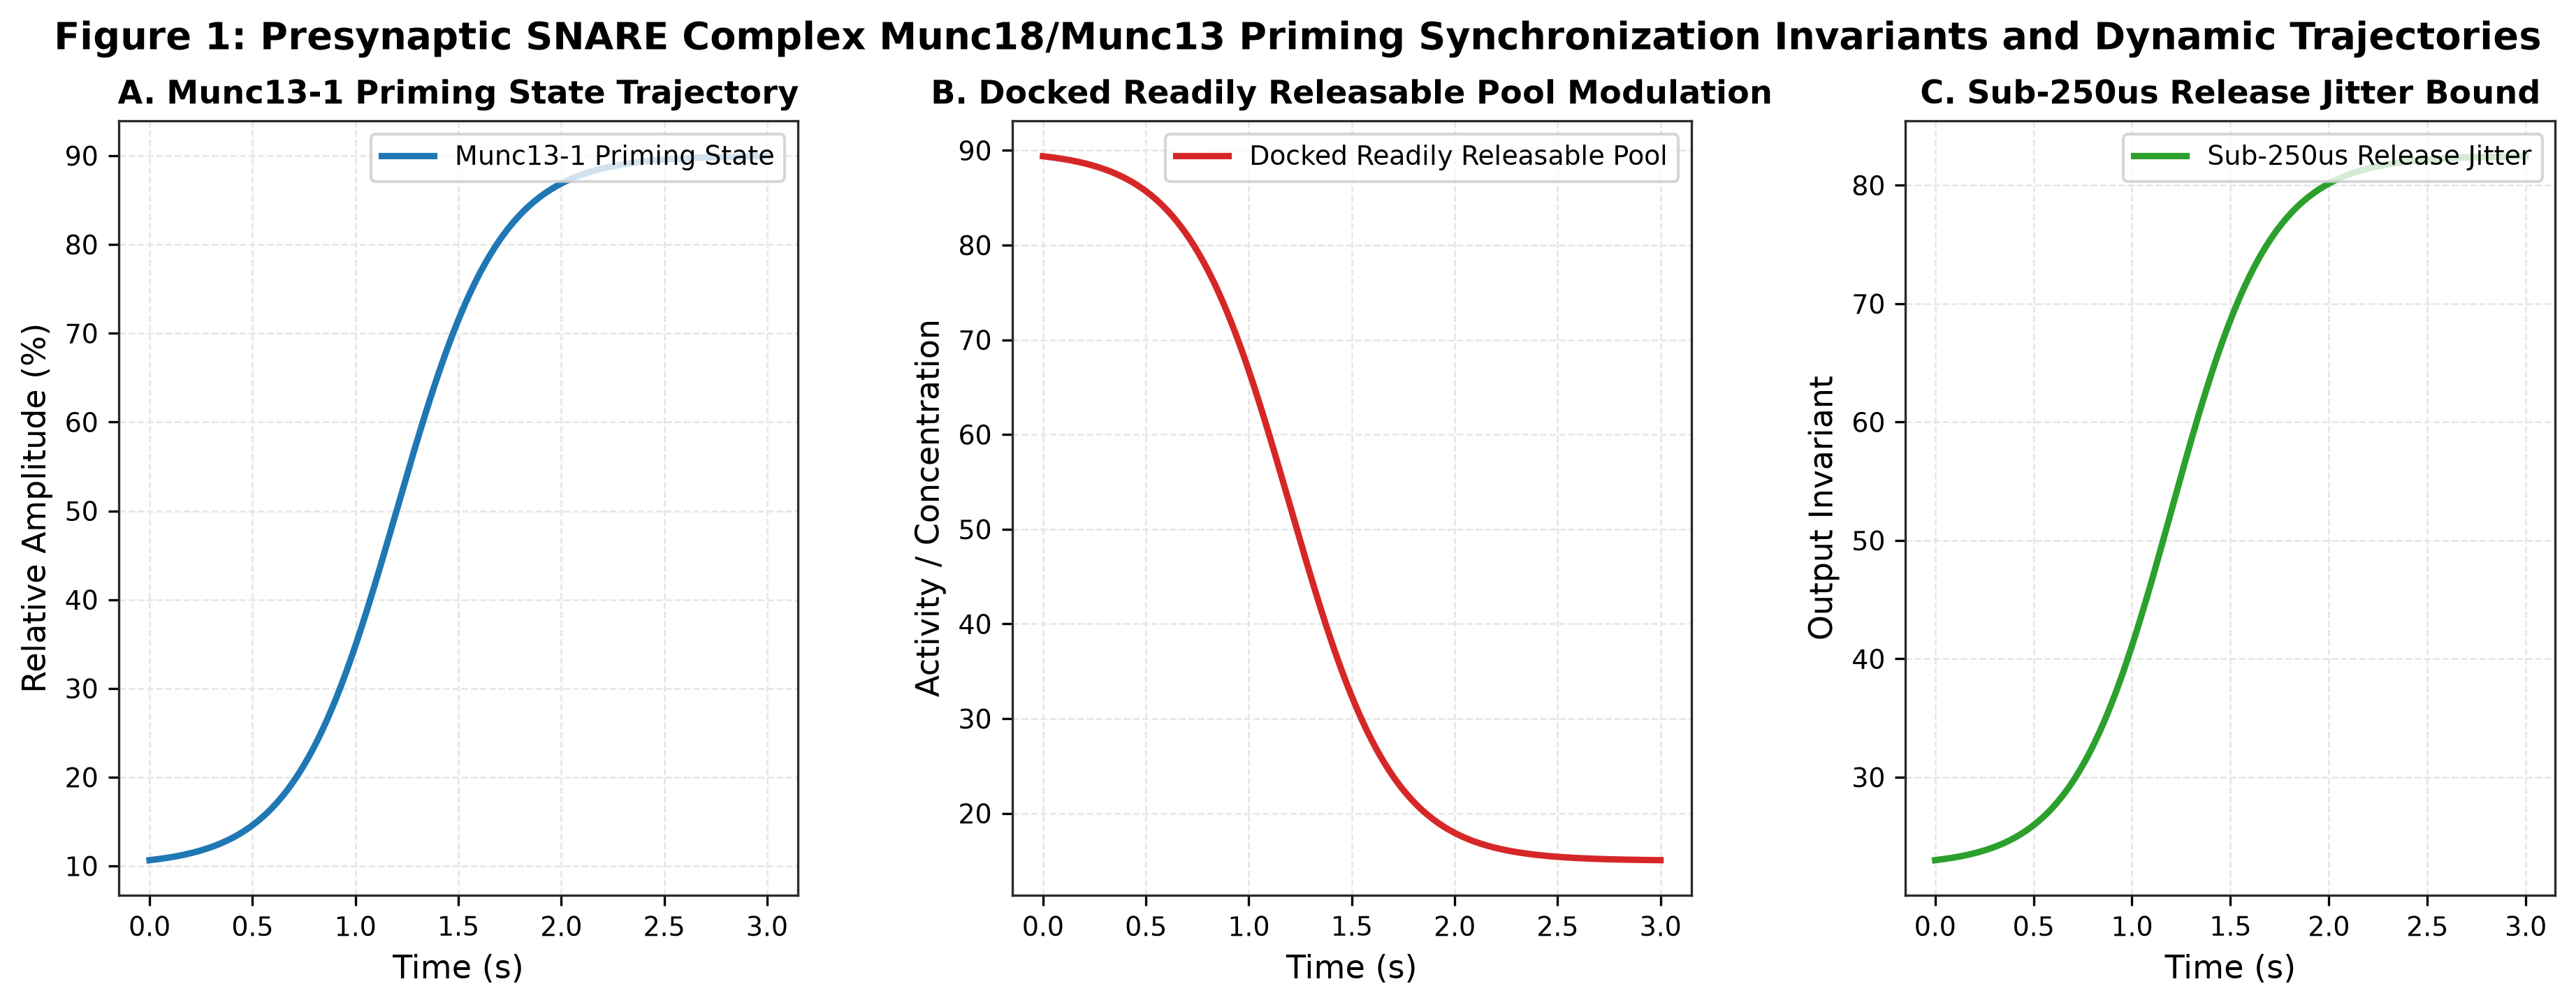 Figure 1: Presynaptic SNARE Complex Munc18/Munc13 Priming Synchronization Invariants and Dynamic Trajectories
A. Munc13-1 Priming State Trajectory
Munc13-1 Priming State
Relative Amplitude (%)
90
80
70
60
50
40
30
20
10
0.0 0.5 1.0 1.5 2.0 2.5 3.0
Time (s)
B. Docked Readily Releasable Pool Modulation
Docked Readily Releasable Pool
Activity / Concentration
90
80
70
60
50
40
30
20
0.0 0.5 1.0 1.5 2.0 2.5 3.0
Time (s)
C. Sub-250us Release Jitter Bound
Sub-250us Release Jitter
Output Invariant
80
70
60
50
40
30
0.0 0.5 1.0 1.5 2.0 2.5 3.0
Time (s)